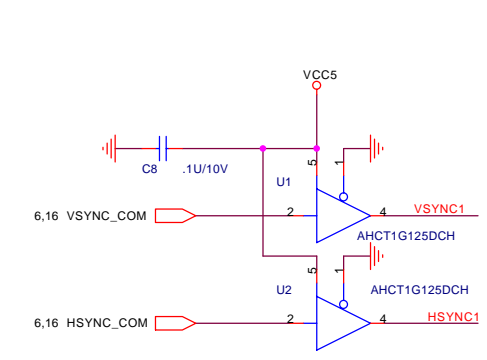 VCC5
C8 .1U/10V
5
1
U1
6,16 VSYNC_COM
2
4
VSYNC1
AHCT1G125DCH
5
1
U2
AHCT1G125DCH
6,16 HSYNC_COM
2
4
HSYNC1